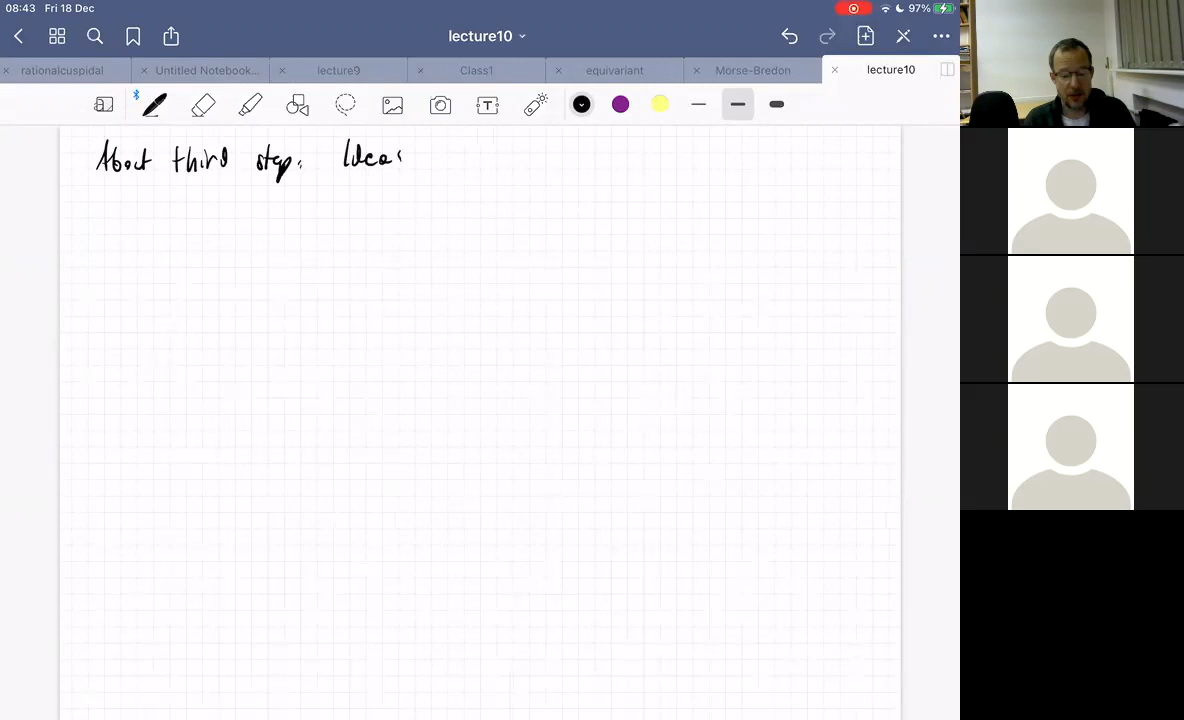 08:43 Fri 18 Dec
97%
lecture10
rationalcuspidal
Untitled Notebook...
lecture9
Class1
equivariant
Morse-Bredon
lecture10
About third step: Idea: